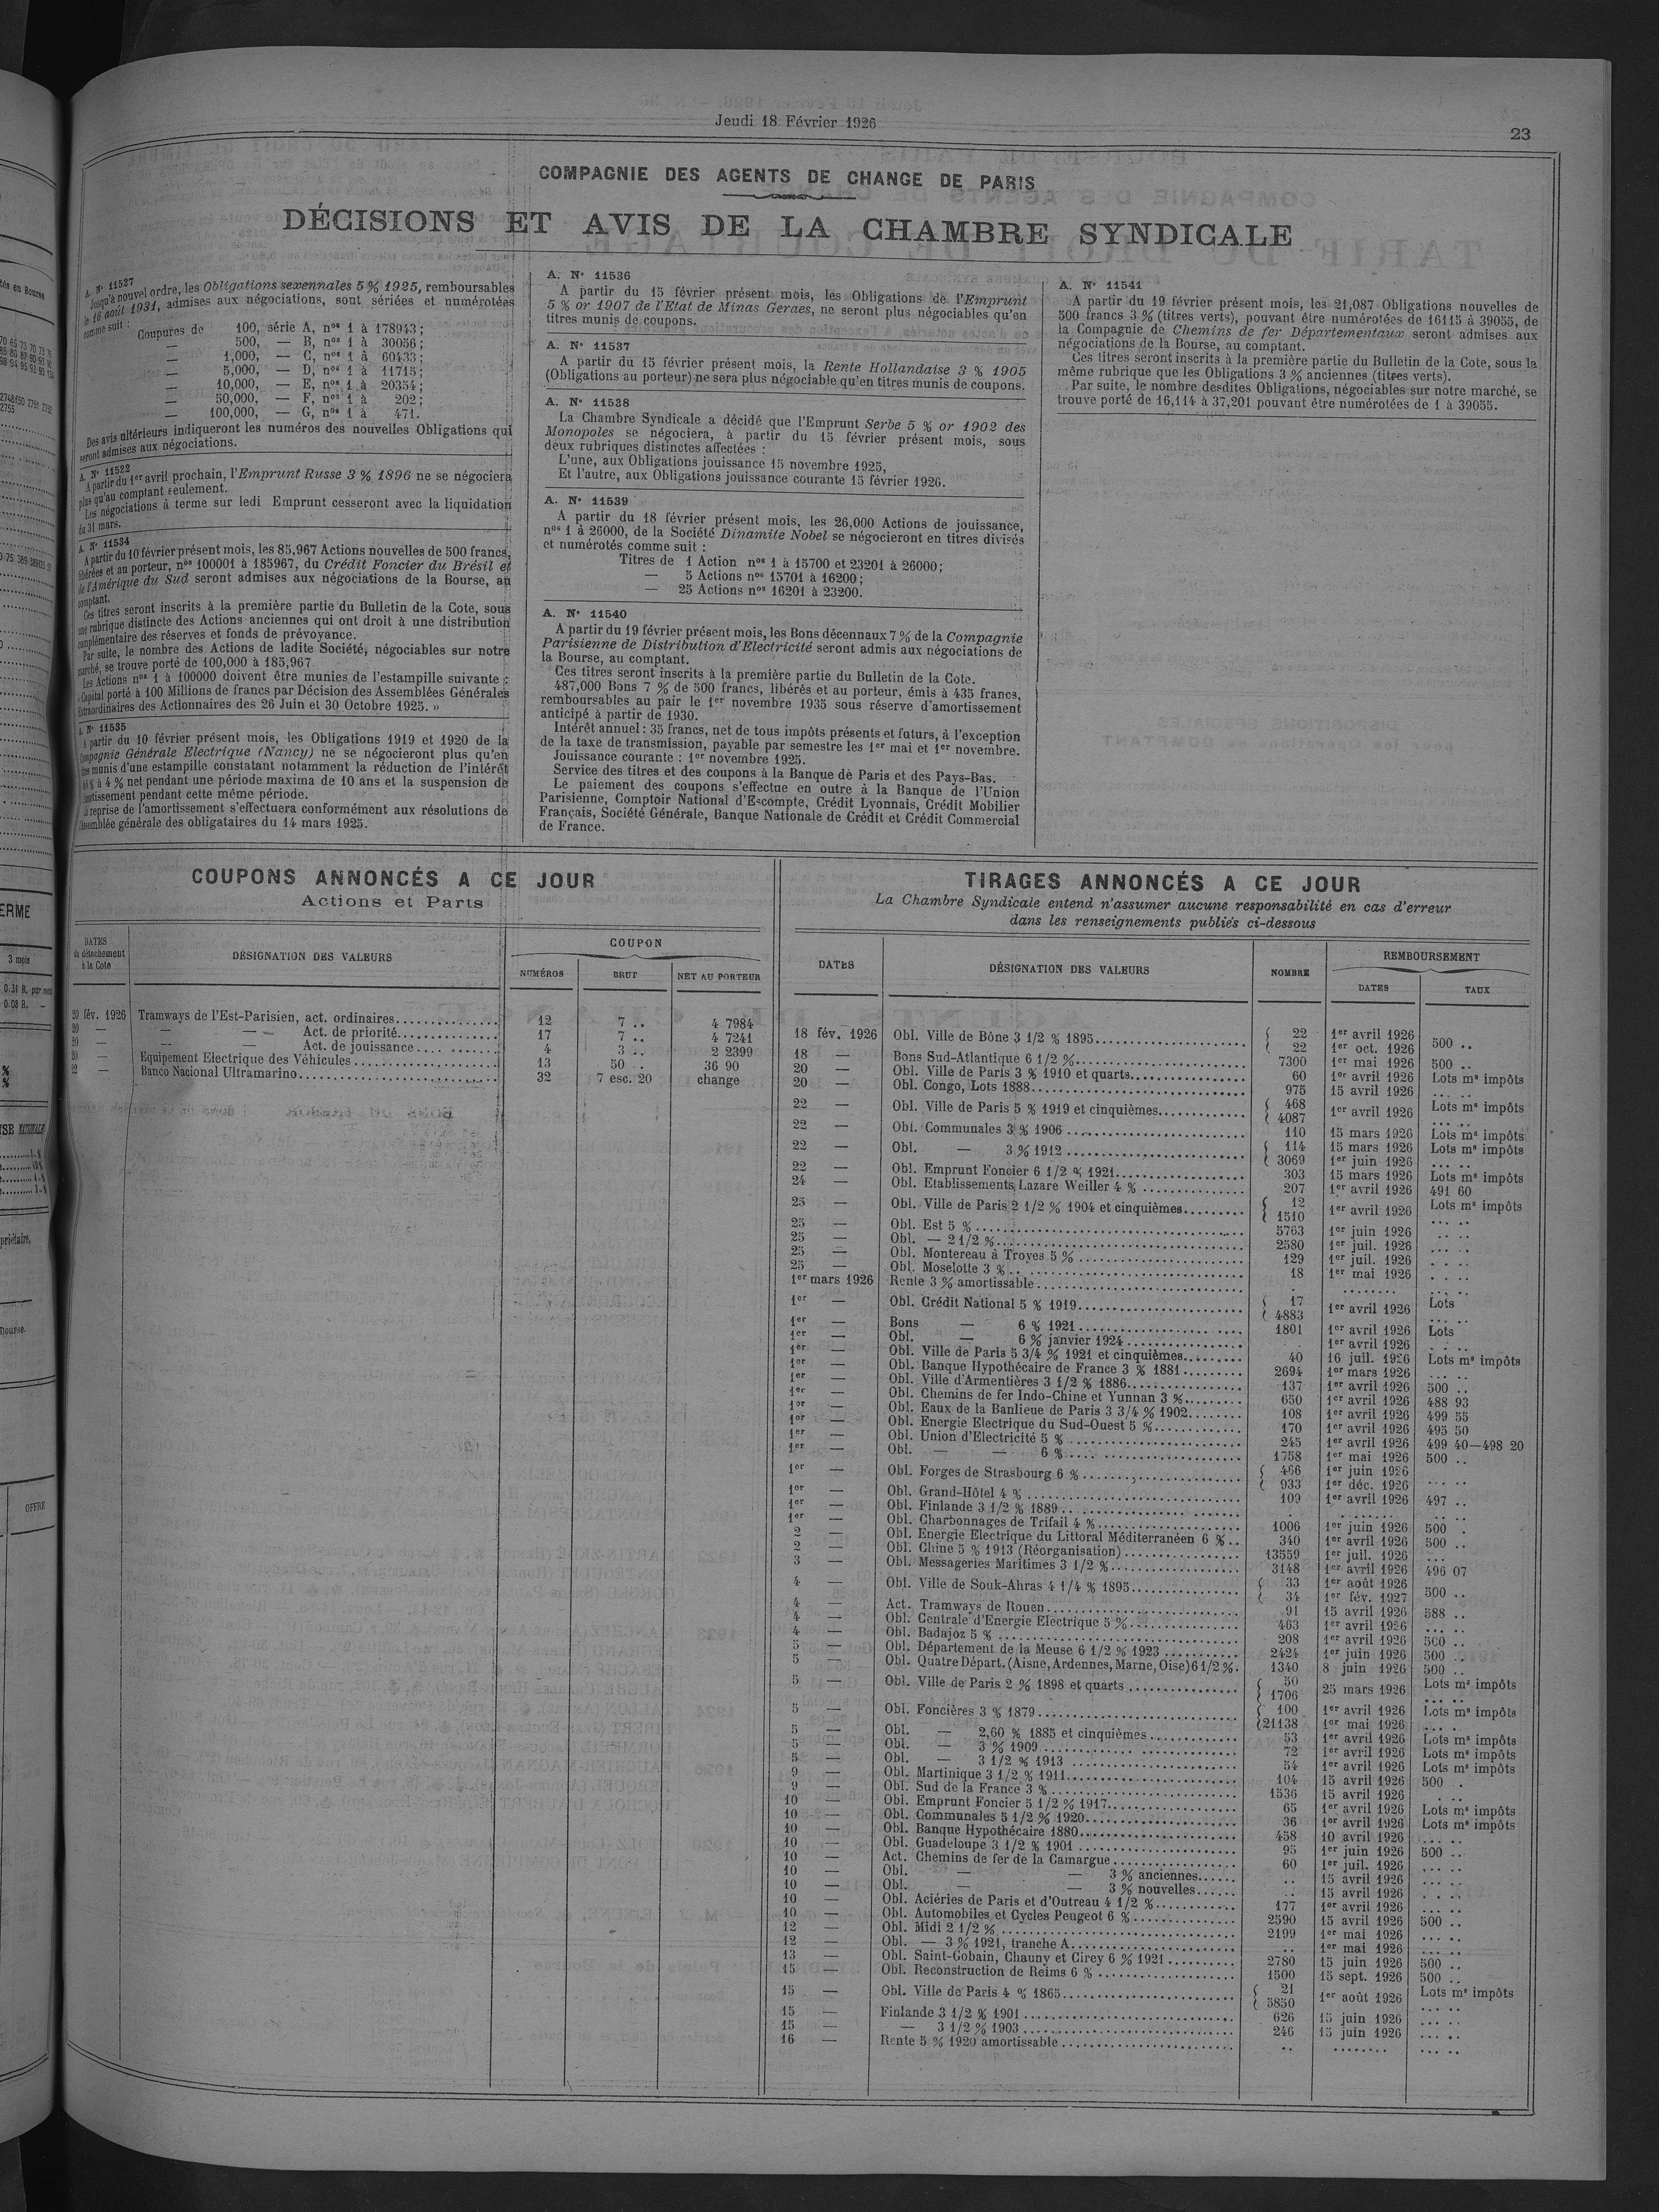 Jeudi 18 Février 1926
23
COMPAGNIE DES AGENTS DE CHANGE DE PARIS
DÉCISIONS ET AVIS DE LA CHAMBRE SYNDICALE
A. N° 11527
Jusqu'à nouvel ordre, les Obligations sexennales 5 % 1925, remboursables
le 16 août 1931, admises aux négociations, sont sériées et numérotées
comme suit :
Coupures de 100, série A, nos 1 à 178943;
— 500, — B, nos 1 à 30056;
— 1,000, — C, nos 1 à 60433;
— 5,000, — D, nos 1 à 11715;
— 10,000, — E, nos 1 à 20354;
— 50,000, — F, nos 1 à 202;
— 100,000, — G, nos 1 à 471.
Des avis ultérieurs indiqueront les numéros des nouvelles Obligations qui
seront admises aux négociations.
A. N° 11522
A partir du 1er avril prochain, l'Emprunt Russe 3 % 1896 ne se négociera
plus qu'au comptant seulement.
Les négociations à terme sur ledi Emprunt cesseront avec la liquidation
du 31 mars.
A. N° 11534
A partir du 10 février présent mois, les 85,967 Actions nouvelles de 500 francs,
libérées et au porteur, nos 100001 à 185967, du Crédit Foncier du Brésil et
de l'Amérique du Sud seront admises aux négociations de la Bourse, au
comptant.
Ces titres seront inscrits à la première partie du Bulletin de la Cote, sous
une rubrique distincte des Actions anciennes qui ont droit à une distribution
complémentaire des réserves et fonds de prévoyance.
Par suite, le nombre des Actions de ladite Société, négociables sur notre
marché, se trouve porté de 100,000 à 185,967
Les Actions nos 1 à 100000 doivent être munies de l'estampille suivante :
« Capital porté à 100 Millions de francs par Décision des Assemblées Générales
Extraordinaires des Actionnaires des 26 Juin et 30 Octobre 1925. »
A. N° 11535
A partir du 10 février présent mois, les Obligations 1919 et 1920 de la
Compagnie Générale Electrique (Nancy) ne se négocieront plus qu'en
titres munis d'une estampille constatant notamment la réduction de l'intérêt
à 4 % net pendant une période maxima de 10 ans et la suspension de
l'amortissement pendant cette même période.
La reprise de l'amortissement s'effectuera conformément aux résolutions de
l'Assemblée générale des obligataires du 14 mars 1925.
A. N° 11536
A partir du 15 février présent mois, les Obligations de l'Emprunt
5 % or 1907 de l'Etat de Minas Geraes, ne seront plus négociables qu'en
titres munis de coupons.
A. N° 11537
A partir du 15 février présent mois, la Rente Hollandaise 3 % 1905
(Obligations au porteur) ne sera plus négociable qu'en titres munis de coupons.
A. N° 11538
La Chambre Syndicale a décidé que l'Emprunt Serbe 5 % or 1902 des
Monopoles se négociera, à partir du 15 février présent mois, sous
deux rubriques distinctes affectées :
L'une, aux Obligations jouissance 15 novembre 1925,
Et l'autre, aux Obligations jouissance courante 15 février 1926.
A. N° 11539
A partir du 18 février présent mois, les 26,000 Actions de jouissance,
nos 1 à 26000, de la Société Dinamite Nobel se négocieront en titres divisés
et numérotés comme suit :
Titres de 1 Action nos 1 à 15700 et 23201 à 26000;
— 5 Actions nos 15701 à 16200;
— 25 Actions nos 16201 à 23200.
A. N° 11540
A partir du 19 février présent mois, les Bons décennaux 7 % de la Compagnie
Parisienne de Distribution d'Electricité seront admis aux négociations de
la Bourse, au comptant.
Ces titres seront inscrits à la première partie du Bulletin de la Cote.
487,000 Bons 7 % de 500 francs, libérés et au porteur, émis à 435 francs,
remboursables au pair le 1er novembre 1935 sous réserve d'amortissement
anticipé à partir de 1930.
Intérêt annuel : 35 francs, net de tous impôts présents et futurs, à l'exception
de la taxe de transmission, payable par semestre les 1er mai et 1er novembre.
Jouissance courante : 1er novembre 1925.
Service des titres et des coupons à la Banque de Paris et des Pays-Bas.
Le paiement des coupons s'effectue en outre à la Banque de l'Union
Parisienne, Comptoir National d'Escompte, Crédit Lyonnais, Crédit Mobilier
Français, Société Générale, Banque Nationale de Crédit et Crédit Commercial
de France.
A. N° 11541
A partir du 19 février présent mois, les 21,087 Obligations nouvelles de
500 francs 3 % (titres verts), pouvant être numérotées de 16115 à 39055, de
la Compagnie de Chemins de fer Départementaux seront admises aux
négociations de la Bourse, au comptant.
Ces titres seront inscrits à la première partie du Bulletin de la Cote, sous la
même rubrique que les Obligations 3 % anciennes (titres verts).
Par suite, le nombre desdites Obligations, négociables sur notre marché, se
trouve porté de 16,114 à 37,201 pouvant être numérotées de 1 à 39055.
COUPONS ANNONCÉS A CE JOUR
Actions et Parts
DATES du détachement à la Cote
DÉSIGNATION DES VALEURS
COUPON
NUMÉROS BRUT NET AU PORTEUR
20 fév. 1926 Tramways de l'Est-Parisien, act. ordinaires 12 7 .. 4 7984
20 — — — Act. de priorité 17 7 .. 4 7241
20 — — Act. de jouissance 4 3 .. 2 2399
20 — Equipement Electrique des Véhicules 13 50 .. 36 90
22 — Banco Nacional Ultramarino 32 7 esc. 20 change
TIRAGES ANNONCÉS A CE JOUR
La Chambre Syndicale entend n'assumer aucune responsabilité en cas d'erreur
dans les renseignements publiés ci-dessous
DATES DÉSIGNATION DES VALEURS NOMBRE REMBOURSEMENT
DATES TAUX
18 fév. 1926 Obl. Ville de Bône 3 1/2 % 1895 22 1er avril 1926 500 ..
22 1er oct. 1926
18 — Bons Sud-Atlantique 6 1/2 % 7300 1er mai 1926 500 ..
20 — Obl. Ville de Paris 3 % 1910 et quarts 60 1er avril 1926 Lots ms impôts
20 — Obl. Congo, Lots 1888 975 15 avril 1926 ... ..
22 — Obl. Ville de Paris 5 % 1919 et cinquièmes 468 1er avril 1926 Lots ms impôts
4087 ... ..
22 — Obl. Communales 3 % 1906 110 15 mars 1926 Lots ms impôts
22 — Obl. — 3 % 1912 114 15 mars 1926 Lots ms impôts
3069 1er juin 1926 ... ..
22 — Obl. Emprunt Foncier 6 1/2 % 1921 303 15 mars 1926 Lots ms impôts
24 — Obl. Etablissements Lazare Weiller 4 % 207 1er avril 1926 491 60
25 — Obl. Ville de Paris 2 1/2 % 1904 et cinquièmes 12 1er avril 1926 Lots ms impôts
1510 ... ..
25 — Obl. Est 5 % 5763 1er juin 1926 ... ..
25 — Obl. — 2 1/2 % 2580 1er juil. 1926 ... ..
25 — Obl. Montereau à Troyes 5 % 129 1er juil. 1926 ... ..
25 — Obl. Moselotte 3 % 18 1er mai 1926 ... ..
1er mars 1926 Rente 3 % amortissable
1er — Obl. Crédit National 5 % 1919 17 1er avril 1926 Lots
4883 ... ..
1er — Bons — 6 % 1921 1801 1er avril 1926 Lots
1er — Obl. — 6 % janvier 1924 1er avril 1926 ... ..
1er — Obl. Ville de Paris 5 3/4 % 1921 et cinquièmes 40 16 juil. 1926 Lots ms impôts
1er — Obl. Banque Hypothécaire de France 3 % 1881 2694 1er mars 1926 ... ..
1er — Obl. Ville d'Armentières 3 1/2 % 1886 137 1er avril 1926 500 ..
1er — Obl. Chemins de fer Indo-Chine et Yunnan 3 % 650 1er avril 1926 488 93
1er — Obl. Eaux de la Banlieue de Paris 3 3/4 % 1902 108 1er avril 1926 499 55
1er — Obl. Energie Electrique du Sud-Ouest 5 % 170 1er avril 1926 495 50
1er — Obl. Union d'Electricité 5 % 245 1er avril 1926 499 40—498 20
1er — Obl. — — 6 % 1758 1er mai 1926 500 ..
1er — Obl. Forges de Strasbourg 6 % 466 1er juin 1926 ... ..
933 1er déc. 1926
1er — Obl. Grand-Hôtel 4 % 109 1er avril 1926 497 ..
1er — Obl. Finlande 3 1/2 % 1889
1er — Obl. Charbonnages de Trifail 4 % 1006 1er juin 1926 500 .
2 — Obl. Energie Electrique du Littoral Méditerranéen 6 % 340 1er avril 1926 500 ..
2 — Obl. Chine 5 % 1913 (Réorganisation) 13559 1er juil. 1926 ...
3 — Obl. Messageries Maritimes 3 1/2 % 3148 1er avril 1926 496 07
4 — Obl. Ville de Souk-Ahras 4 1/4 % 1895 33 1er août 1926 500 ..
34 1er fév. 1927
4 — Act. Tramways de Rouen 91 15 avril 1926 588 ..
4 — Obl. Centrale d'Energie Electrique 5 % 463 1er avril 1926 ... ..
4 — Obl. Badajoz 5 % 208 1er avril 1926 500 ..
5 — Obl. Département de la Meuse 6 1/2 % 1923 2424 1er juin 1926 500 ..
5 — Obl. Quatre Départ. (Aisne, Ardennes, Marne, Oise) 6 1/2 % 1340 8 juin 1926 500 ..
5 — Obl. Ville de Paris 2 % 1898 et quarts 50 25 mars 1926 Lots ms impôts
1706 ... ..
5 — Obl. Foncières 3 % 1879 100 1er avril 1926 Lots ms impôts
21138 1er mai 1926 ... ..
5 — Obl. — 2,60 % 1885 et cinquièmes 53 1er avril 1926 Lots ms impôts
5 — Obl. — 3 % 1909 72 1er avril 1926 Lots ms impôts
5 — Obl. — 3 1/2 % 1913 54 1er avril 1926 Lots ms impôts
9 — Obl. Martinique 3 1/2 % 1911 104 15 avril 1926 500 ..
9 — Obl. Sud de la France 3 % 1536 15 avril 1926 ...
10 — Obl. Emprunt Foncier 5 1/2 % 1917 65 1er avril 1926 Lots ms impôts
10 — Obl. Communales 5 1/2 % 1920 36 1er avril 1926 Lots ms impôts
10 — Obl. Banque Hypothécaire 1880 458 10 avril 1926 ... ..
10 — Obl. Guadeloupe 3 1/2 % 1901 95 1er juin 1926 500 ..
10 — Act. Chemins de fer de la Camargue 60 1er juil. 1926 ... ..
10 — Obl. — — 3 % anciennes .. 15 avril 1926 ... ..
10 — Obl. — — 3 % nouvelles .. 15 avril 1926 ... ..
10 — Obl. Aciéries de Paris et d'Outreau 4 1/2 % 177 1er avril 1926 ... ..
10 — Obl. Automobiles et Cycles Peugeot 6 % 2590 15 avril 1926 500 ..
12 — Obl. Midi 2 1/2 % 2199 1er mai 1926 ... ..
12 — Obl. — 3 % 1921, tranche A .. 1er mai 1926 ... ..
13 — Obl. Saint-Gobain, Chauny et Cirey 6 % 1921 2780 15 juin 1926 500 ..
15 — Obl. Reconstruction de Reims 6 % 1500 15 sept. 1926 500 ..
15 — Obl. Ville de Paris 4 % 1865 21 1er août 1926 Lots ms impôts
5850 ... ..
15 — Finlande 3 1/2 % 1901 626 15 juin 1926 ... ..
15 — — 3 1/2 % 1903 246 15 juin 1926 ... ..
16 — Rente 5 % 1920 amortissable .. ........ ... ..